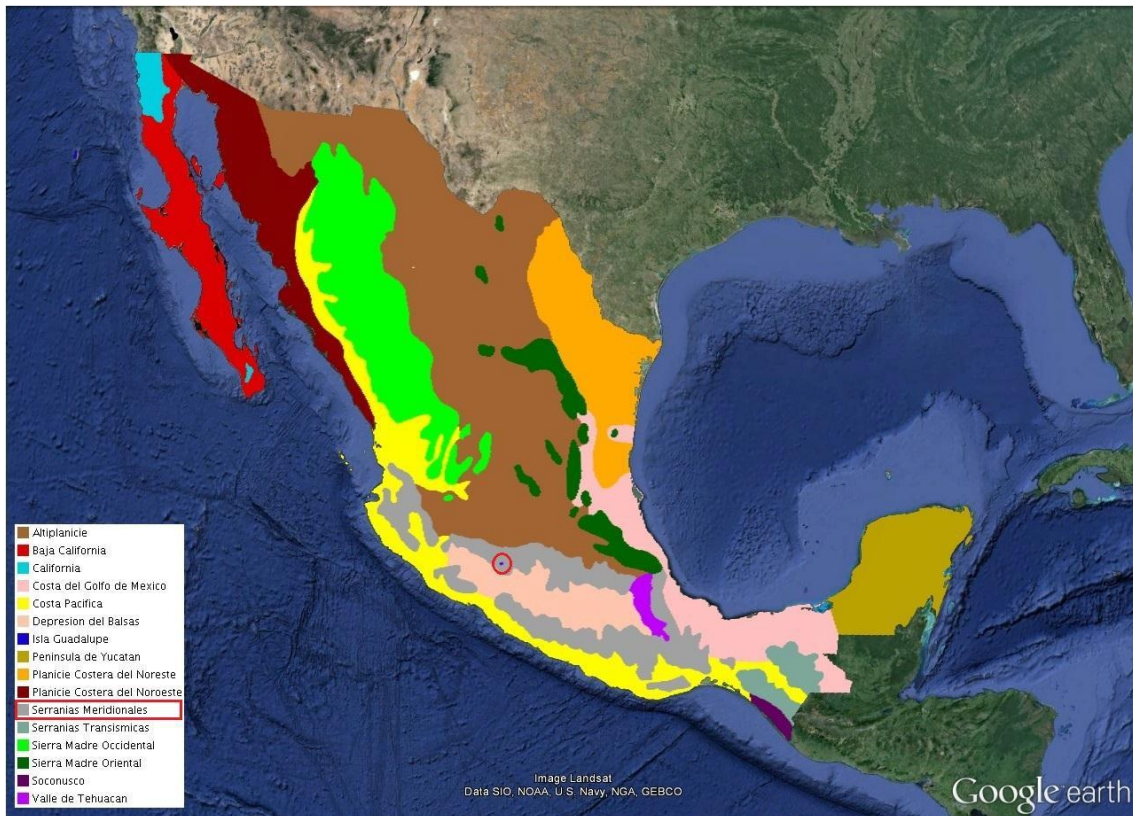 Altiplanicie
Baja California
California
Costa del Golfo de Mexico
Costa Pacifica
Depresion del Balsas
Isla Guadalupe
Peninsula de Yucatan
Planicie Costera del Noreste
Planicie Costera del Noroeste
Serranias Meridionales
Serranias Transismicas
Sierra Madre Occidental
Sierra Madre Oriental
Soconusco
Valle de Tehuacan
Image Landsat
Data SIO, NOAA, U.S. Navy, NGA, GEBCO
Google earth